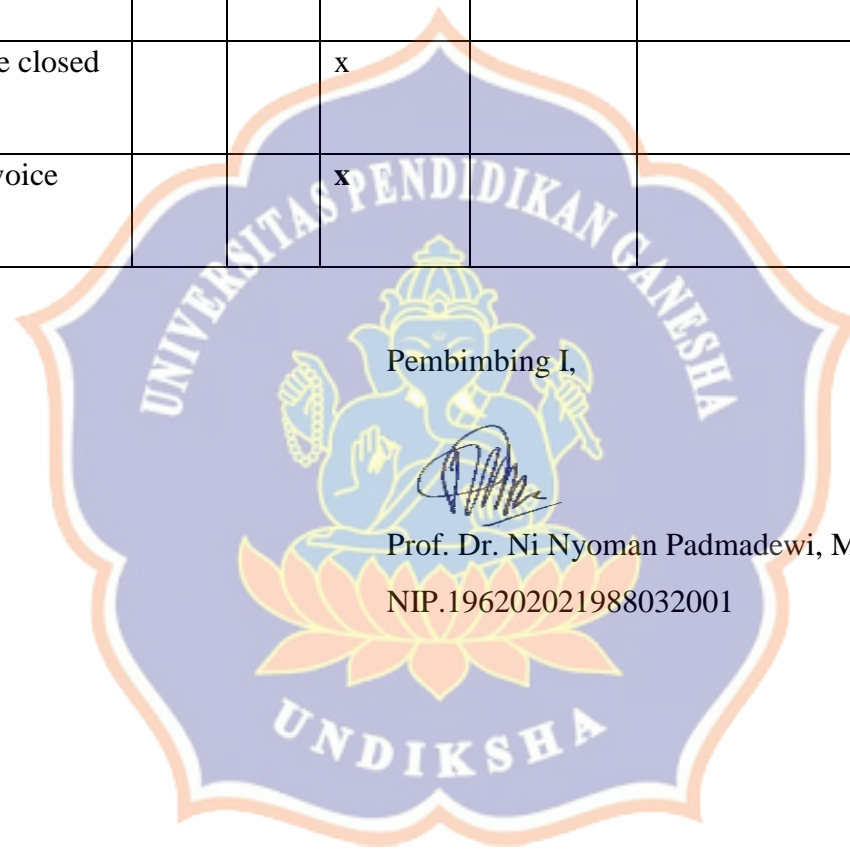 e closed x
voice x
UNIVERSITAS PENDIDIKAN GANESHA
Pembimbing I,
Prof. Dr. Ni Nyoman Padmadewi, M
NIP.196202021988032001
UNDIKSHA